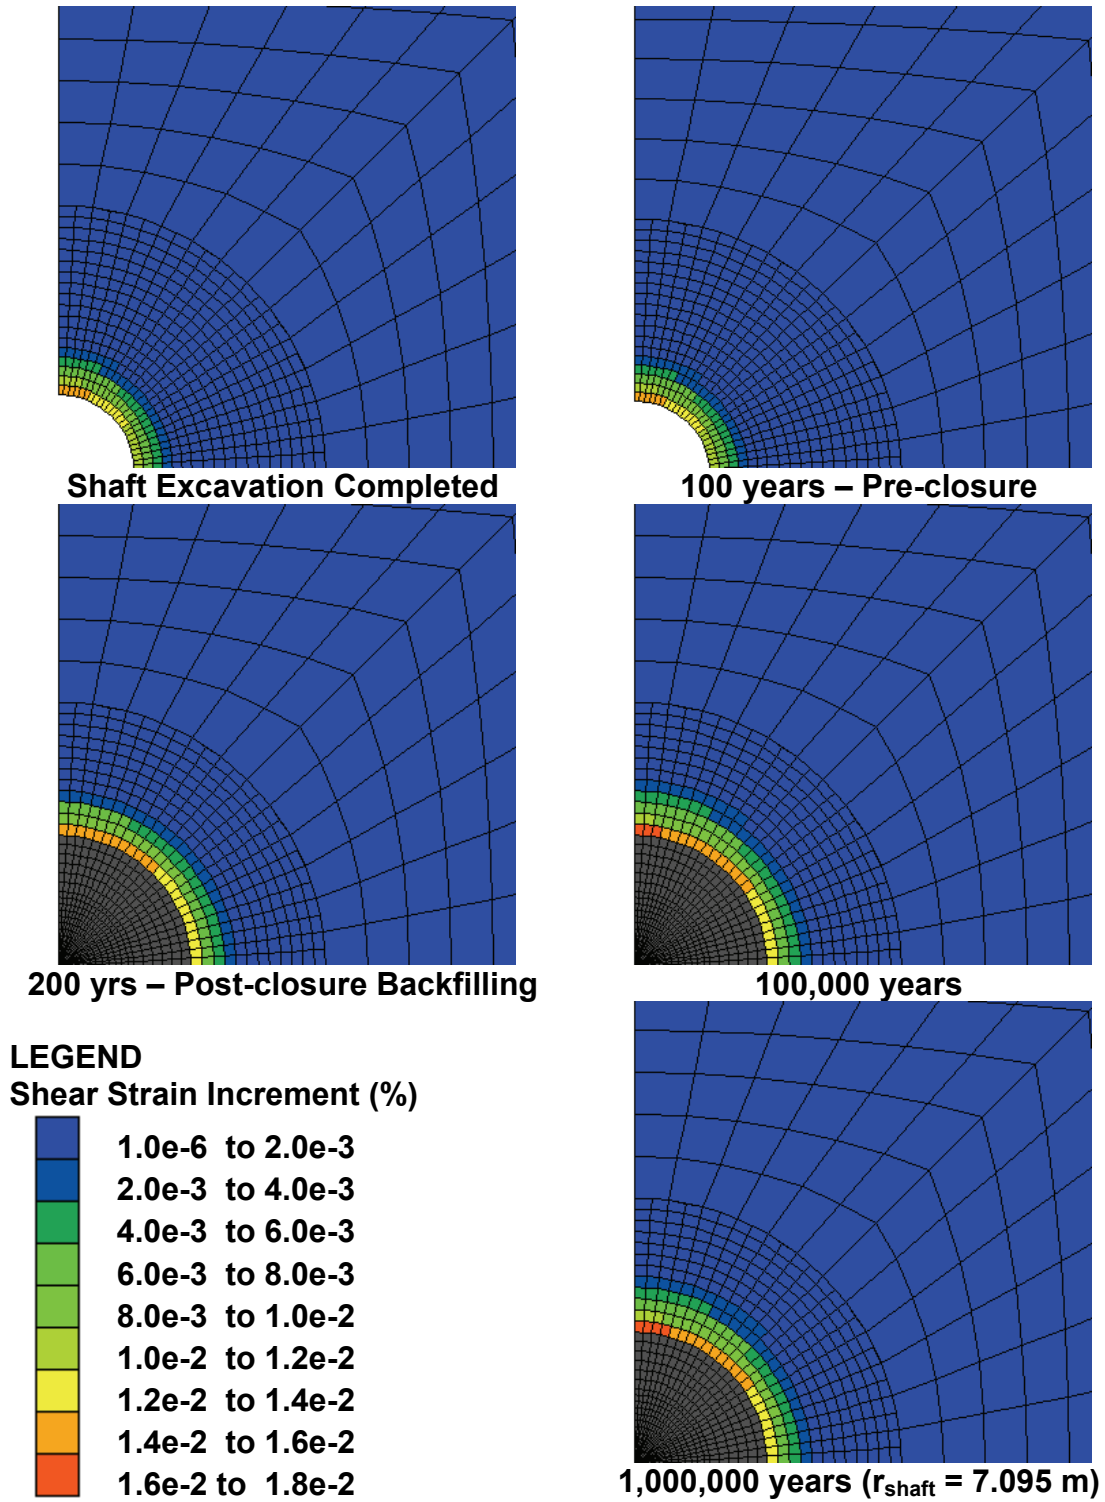 Shaft Excavation Completed
100 years – Pre-closure
200 yrs – Post-closure Backfilling
100,000 years
LEGEND
Shear Strain Increment (%)
1.0e-6 to 2.0e-3
2.0e-3 to 4.0e-3
4.0e-3 to 6.0e-3
6.0e-3 to 8.0e-3
8.0e-3 to 1.0e-2
1.0e-2 to 1.2e-2
1.2e-2 to 1.4e-2
1.4e-2 to 1.6e-2
1.6e-2 to 1.8e-2
1,000,000 years (rshaft = 7.095 m)